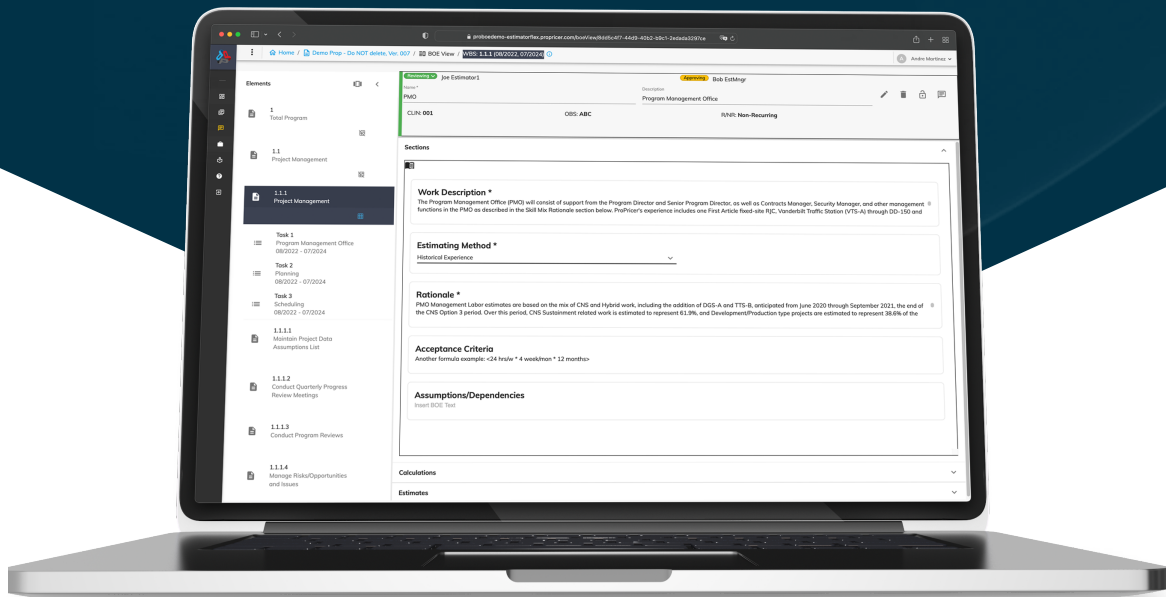 proboedemo-estimatorflex.propricer.com/boeView/8dd5c4f7-44d9-40b2-b9c1-2edada3297ce
Home / Demo Prop - Do NOT delete, Ver. 007 / BOE View / WBS: 1.1.1 (08/2022, 07/2024)
A Andre Martinez
Elements
1
Total Program
1.1
Project Management
1.1.1
Project Management
Task 1
Program Management Office
08/2022 - 07/2024
Task 2
Planning
08/2022 - 07/2024
Task 3
Scheduling
08/2022 - 07/2024
1.1.1.1
Maintain Project Data
Assumptions List
1.1.1.2
Conduct Quarterly Progress
Review Meetings
1.1.1.3
Conduct Program Reviews
1.1.1.4
Manage Risks/Opportunities
and Issues
Reviewing Joe Estimator1
Approving Bob EstMngr
Name *
PMO
Description
Program Management Office
CLIN: 001
OBS: ABC
R/NR: Non-Recurring
Sections
Work Description *
The Program Management Office (PMO) will consist of support from the Program Director and Senior Program Director, as well as Contracts Manager, Security Manager, and other management
functions in the PMO as described in the Skill Mix Rationale section below. ProPricer's experience includes one First Article fixed-site RJC, Vanderbilt Traffic Station (VTS-A) through DD-150 and
Estimating Method *
Historical Experience
Rationale *
PMO Management Labor estimates are based on the mix of CNS and Hybrid work, including the addition of DGS-A and TTS-B, anticipated from June 2020 through September 2021, the end of
the CNS Option 3 period. Over this period, CNS Sustainment related work is estimated to represent 61.9%, and Development/Production type projects are estimated to represent 38.6% of the
Acceptance Criteria
Another formula example: <24 hrs/w * 4 week/mon * 12 months>
Assumptions/Dependencies
Insert BOE Text
Calculations
Estimates